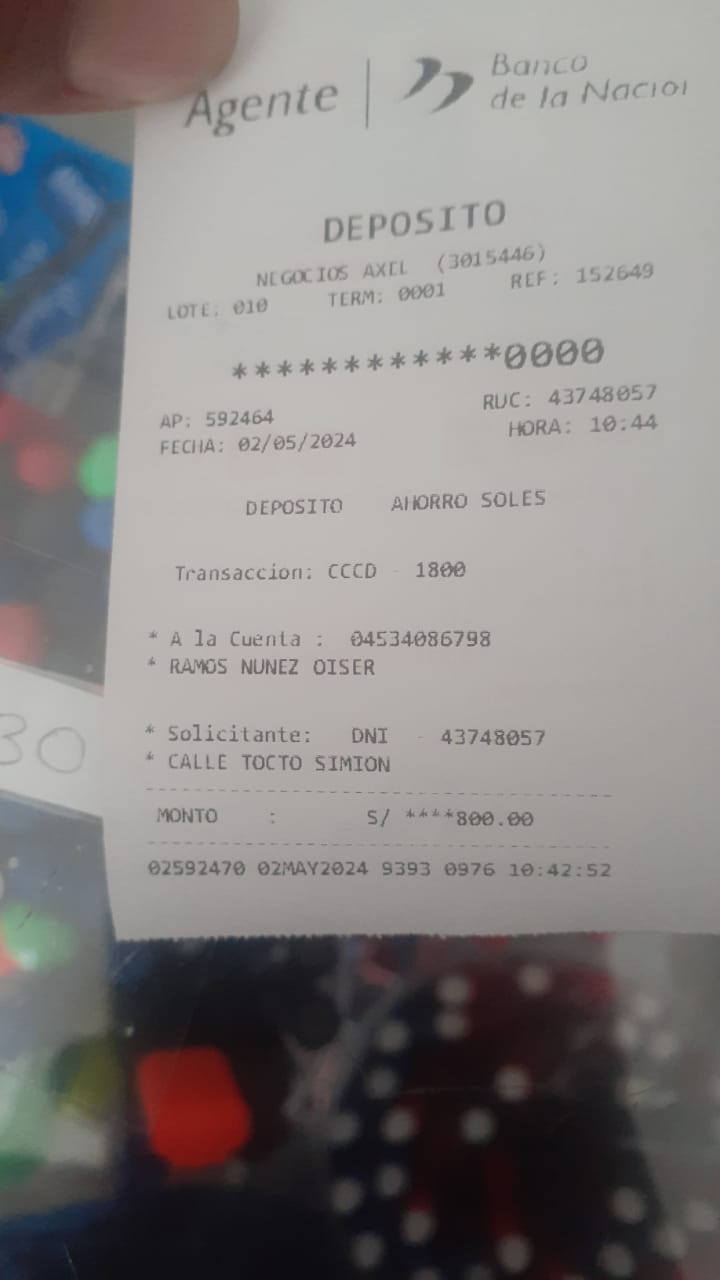 Agente | Banco
de la Nacion
DEPOSITO
NEGOCIOS AXEL (3015446)
LOTE: 010 TERM: 0001 REF: 152649
************0000
AP: 592464 RUC: 43748057
FECHA: 02/05/2024 HORA: 10:44
DEPOSITO AHORRO SOLES
Transaccion: CCCD - 1800
* A la Cuenta : 04534086798
* RAMOS NUNEZ OISER
* Solicitante: DNI - 43748057
* CALLE TOCTO SIMION
MONTO : S/ ****800.00
02592470 02MAY2024 9393 0976 10:42:52
30